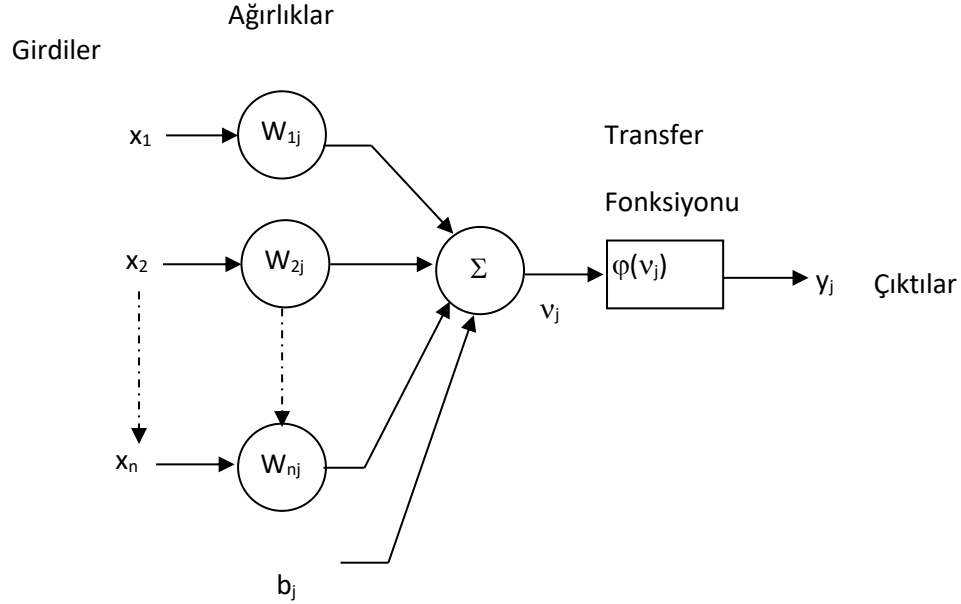 Ağırlıklar
Girdiler
x₁
W₁ⱼ
Transfer
Fonksiyonu
x₂
W₂ⱼ
Σ
φ(νⱼ)
yⱼ
Çıktılar
νⱼ
xₙ
Wₙⱼ
bⱼ